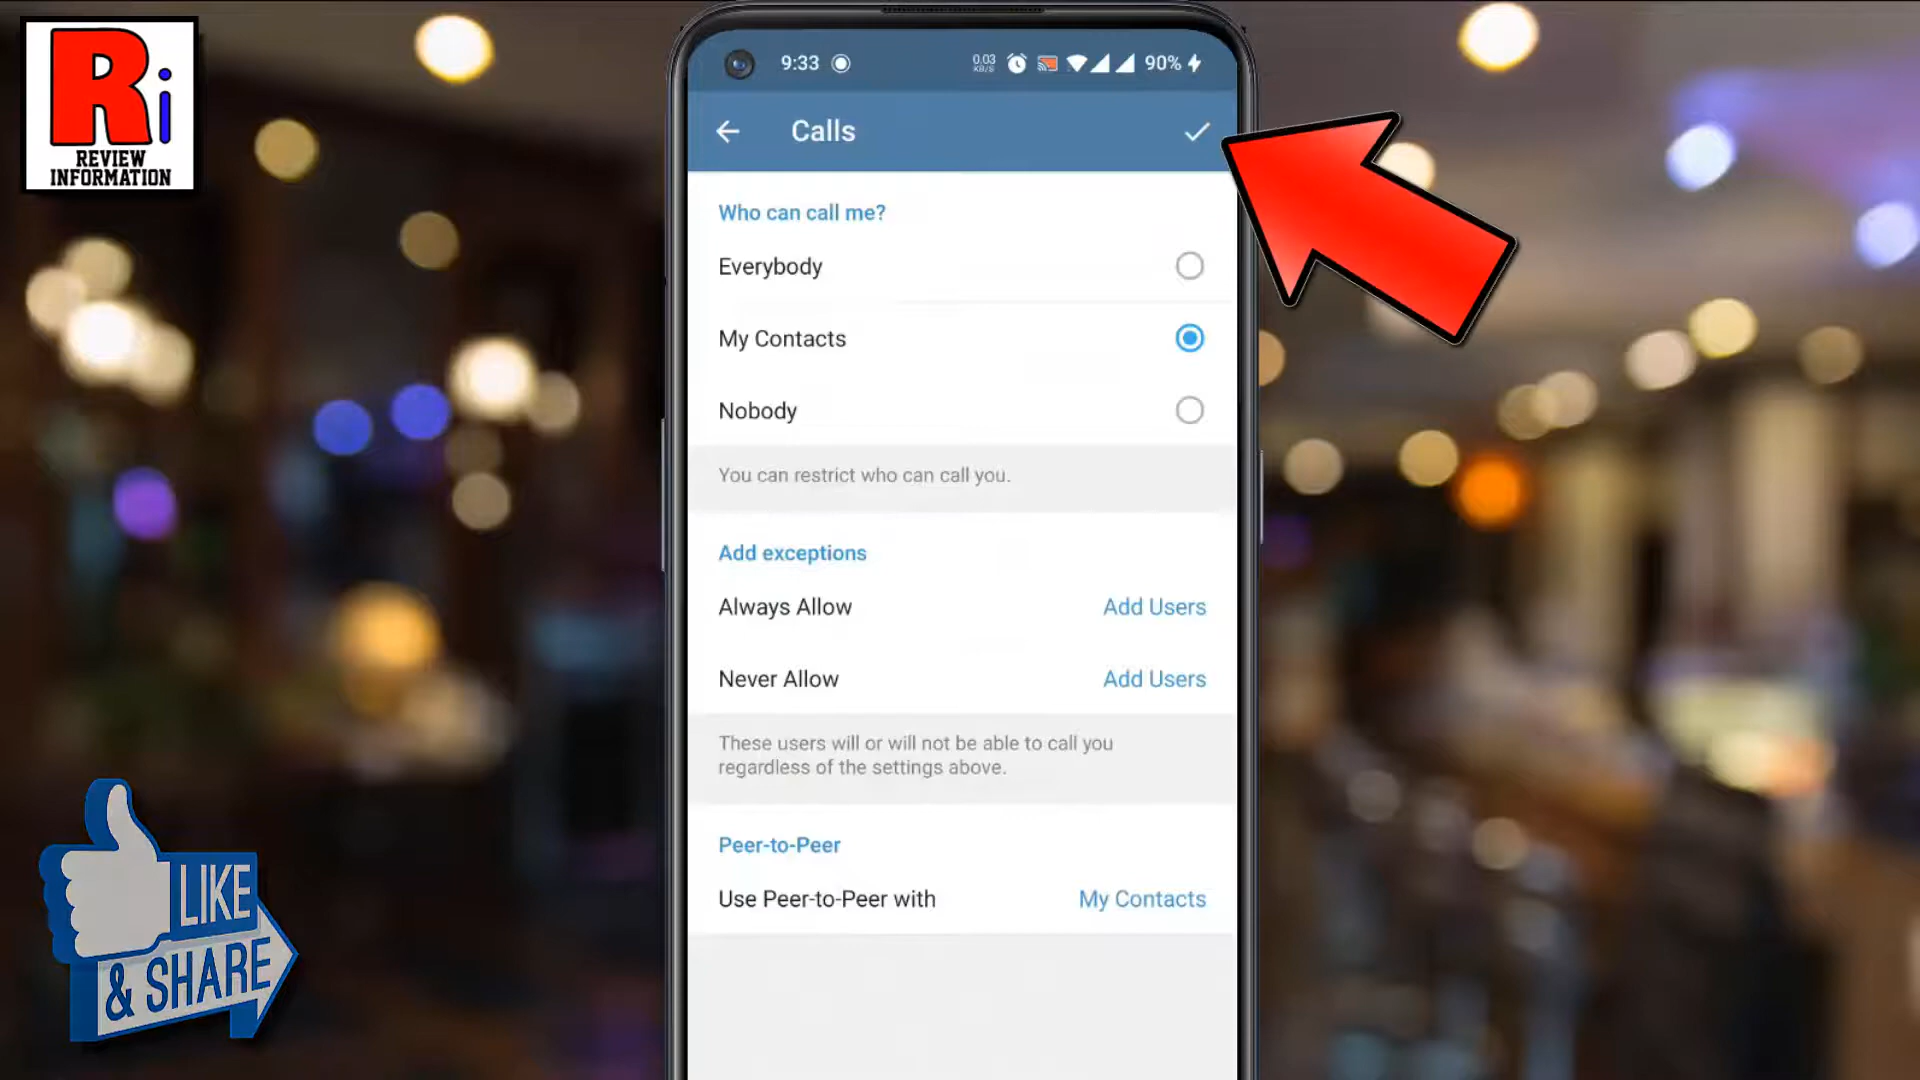 Ri
REVIEW
INFORMATION
9:33
0.03
KB/S
90%
Calls
Who can call me?
Everybody
My Contacts
Nobody
You can restrict who can call you.
Add exceptions
Always Allow Add Users
Never Allow Add Users
These users will or will not be able to call you
regardless of the settings above.
Peer-to-Peer
Use Peer-to-Peer with My Contacts
LIKE
& SHARE